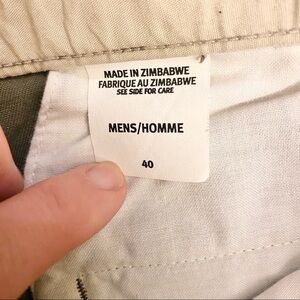 MADE IN ZIMBABWE
FABRIQUE AU ZIMBABWE
SEE SIDE FOR CARE
MENS/HOMME
40